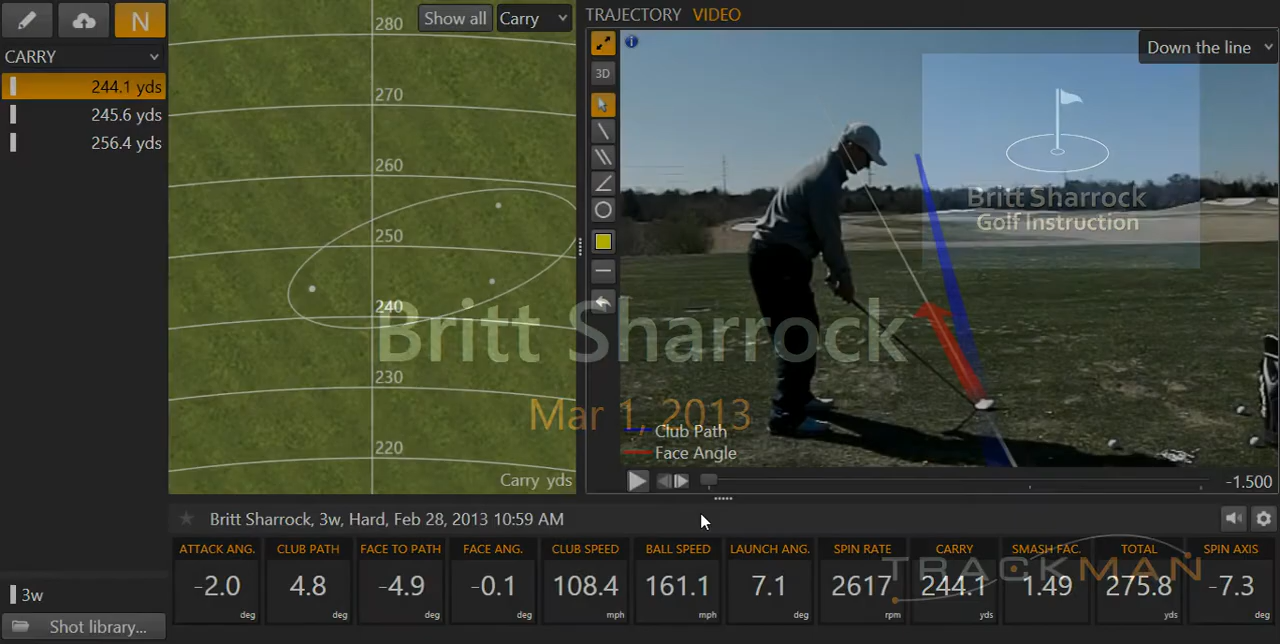 N
CARRY
244.1 yds
245.6 yds
256.4 yds
3w
Shot library...
Show all
Carry
280
270
260
250
240
230
220
Carry yds
TRAJECTORY VIDEO
3D
Down the line
Britt Sharrock
Golf Instruction
Britt Sharrock
Mar 1, 2013
Club Path
Face Angle
-1.500
Britt Sharrock, 3w, Hard, Feb 28, 2013 10:59 AM
ATTACK ANG. CLUB PATH FACE TO PATH FACE ANG. CLUB SPEED BALL SPEED LAUNCH ANG. SPIN RATE CARRY SMASH FAC. TOTAL SPIN AXIS
-2.0 4.8 -4.9 -0.1 108.4 161.1 7.1 2617 244.1 1.49 275.8 -7.3
deg deg deg deg mph mph deg rpm yds yds deg
TRACKMAN